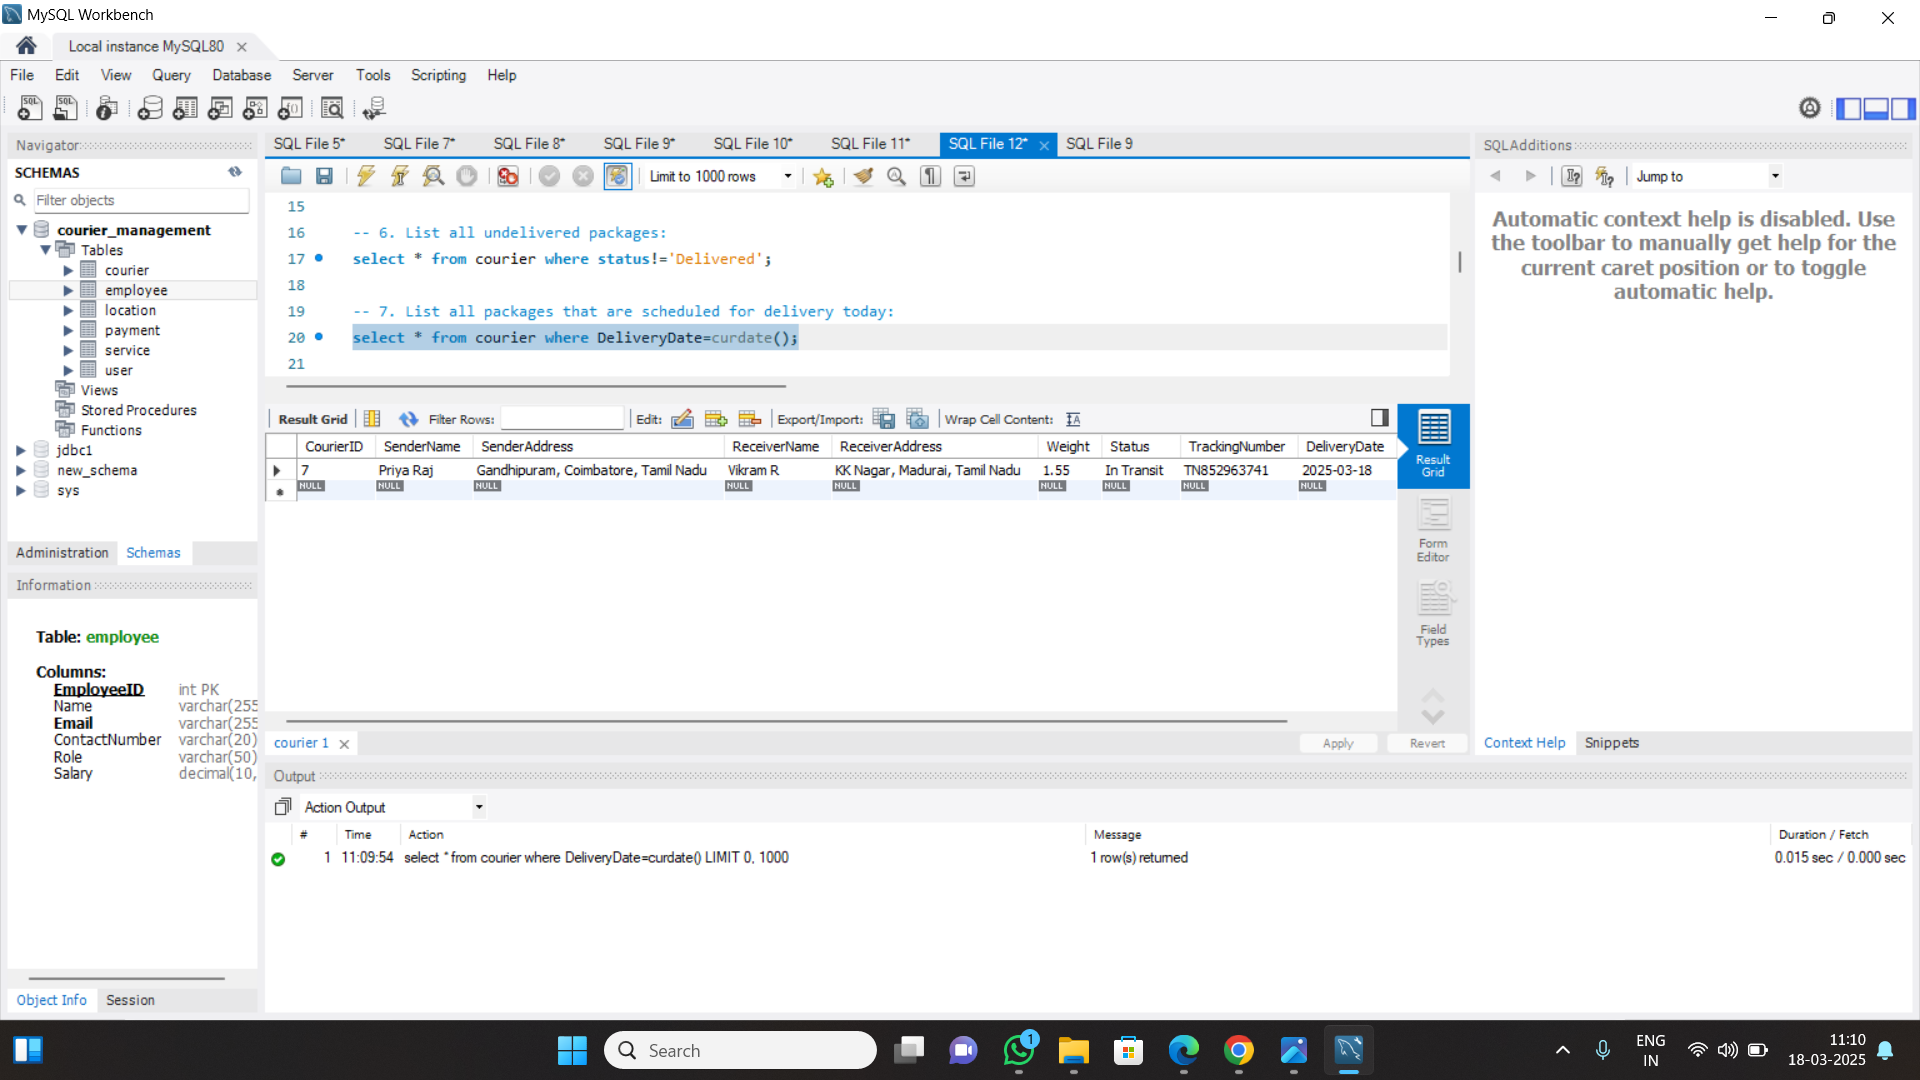 MySQL Workbench
Local instance MySQL80
File Edit View Query Database Server Tools Scripting Help
Navigator
SCHEMAS
Filter objects
courier_management
Tables
courier
employee
location
payment
service
user
Views
Stored Procedures
Functions
jdbc1
new_schema
sys
Administration Schemas
Information
Table: employee
Columns:
EmployeeID int PK
Name varchar(255
Email varchar(255
ContactNumber varchar(20)
Role varchar(50)
Salary decimal(10,
Object Info Session
SQL File 5* SQL File 7* SQL File 8* SQL File 9* SQL File 10* SQL File 11* SQL File 12* SQL File 9
Limit to 1000 rows
15
16 -- 6. List all undelivered packages:
17 select * from courier where status!='Delivered';
18
19 -- 7. List all packages that are scheduled for delivery today:
20 select * from courier where DeliveryDate=curdate();
21
Result Grid Filter Rows: Edit: Export/Import: Wrap Cell Content:
CourierID SenderName SenderAddress ReceiverName ReceiverAddress Weight Status TrackingNumber DeliveryDate
7 Priya Raj Gandhipuram, Coimbatore, Tamil Nadu Vikram R KK Nagar, Madurai, Tamil Nadu 1.55 In Transit TN852963741 2025-03-18
NULL NULL NULL NULL NULL NULL NULL NULL NULL
Result
Grid
Form
Editor
Field
Types
courier 1 Apply Revert
SQLAdditions
Jump to
Automatic context help is disabled. Use
the toolbar to manually get help for the
current caret position or to toggle
automatic help.
Context Help Snippets
Output
Action Output
# Time Action Message Duration / Fetch
1 11:09:54 select * from courier where DeliveryDate=curdate() LIMIT 0, 1000 1 row(s) returned 0.015 sec / 0.000 sec
Search
1
ENG
IN
11:10
18-03-2025